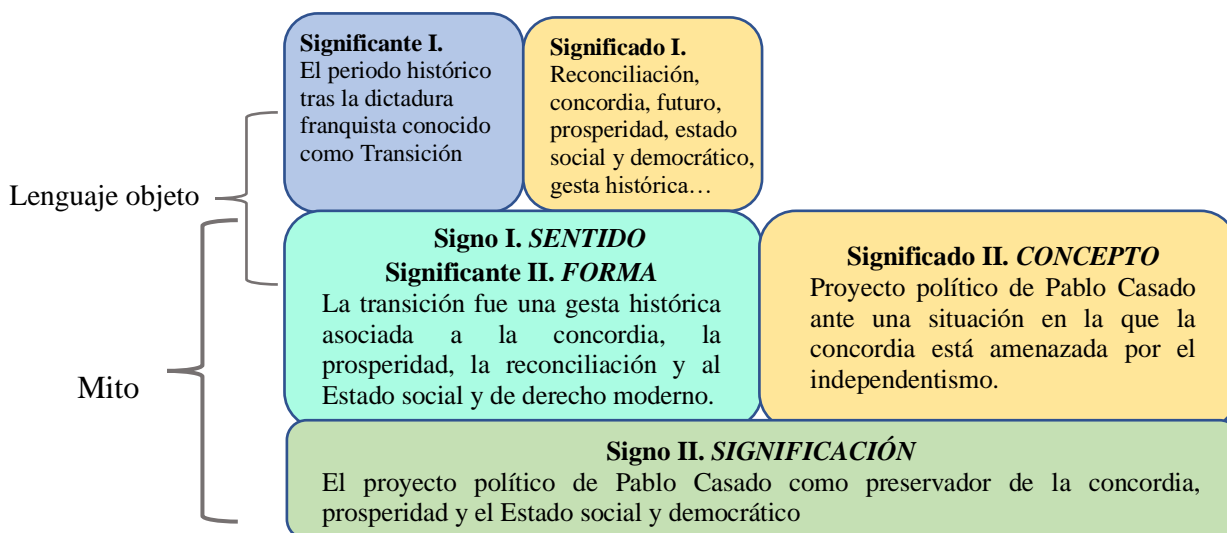 Significante I.
El periodo histórico
tras la dictadura
franquista conocido
como Transición
Significado I.
Reconciliación,
concordia, futuro,
prosperidad, estado
social y democrático,
gesta histórica…
Lenguaje objeto
Signo I. SENTIDO
Significante II. FORMA
La transición fue una gesta histórica
asociada a la concordia, la
prosperidad, la reconciliación y al
Estado social y de derecho moderno.
Significado II. CONCEPTO
Proyecto político de Pablo Casado
ante una situación en la que la
concordia está amenazada por el
independentismo.
Mito
Signo II. SIGNIFICACIÓN
El proyecto político de Pablo Casado como preservador de la concordia,
prosperidad y el Estado social y democrático